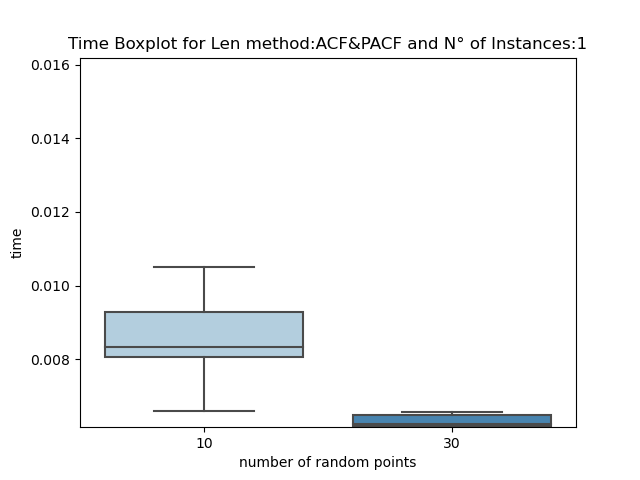 Time Boxplot for Len method:ACF&PACF and N° of Instances:1
0.016
0.014
0.012
0.010
0.008
time
10 30
number of random points